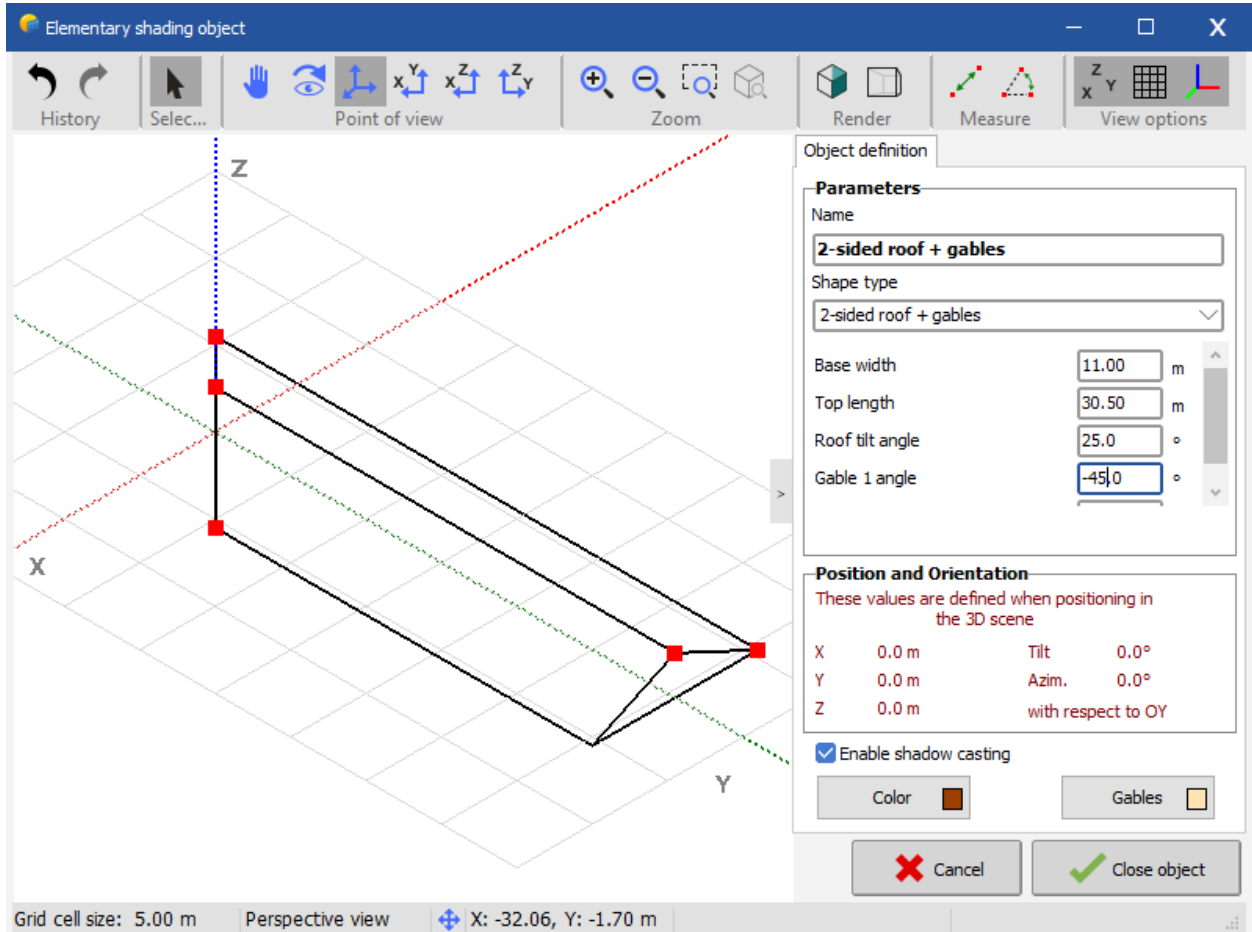 Elementary shading object
X Y
X Z
Z Y
Z
X Y
History
Selec...
Point of view
Zoom
Render
Measure
View options
Z
X
Y
>
Object definition
Parameters
Name
2-sided roof + gables
Shape type
2-sided roof + gables
Base width 11.00 m
Top length 30.50 m
Roof tilt angle 25.0 °
Gable 1 angle -45.0 °
Position and Orientation
These values are defined when positioning in
the 3D scene
X 0.0 m Tilt 0.0°
Y 0.0 m Azim. 0.0°
Z 0.0 m with respect to OY
Enable shadow casting
Color
Gables
Cancel
Close object
Grid cell size: 5.00 m
Perspective view
X: -32.06, Y: -1.70 m